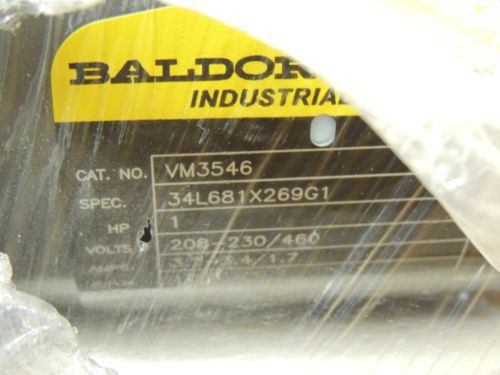 BALDOR
INDUSTRIAL
CAT. NO. VM3546
SPEC. 34L681X269G1
HP 1
VOLTS 208-230/460